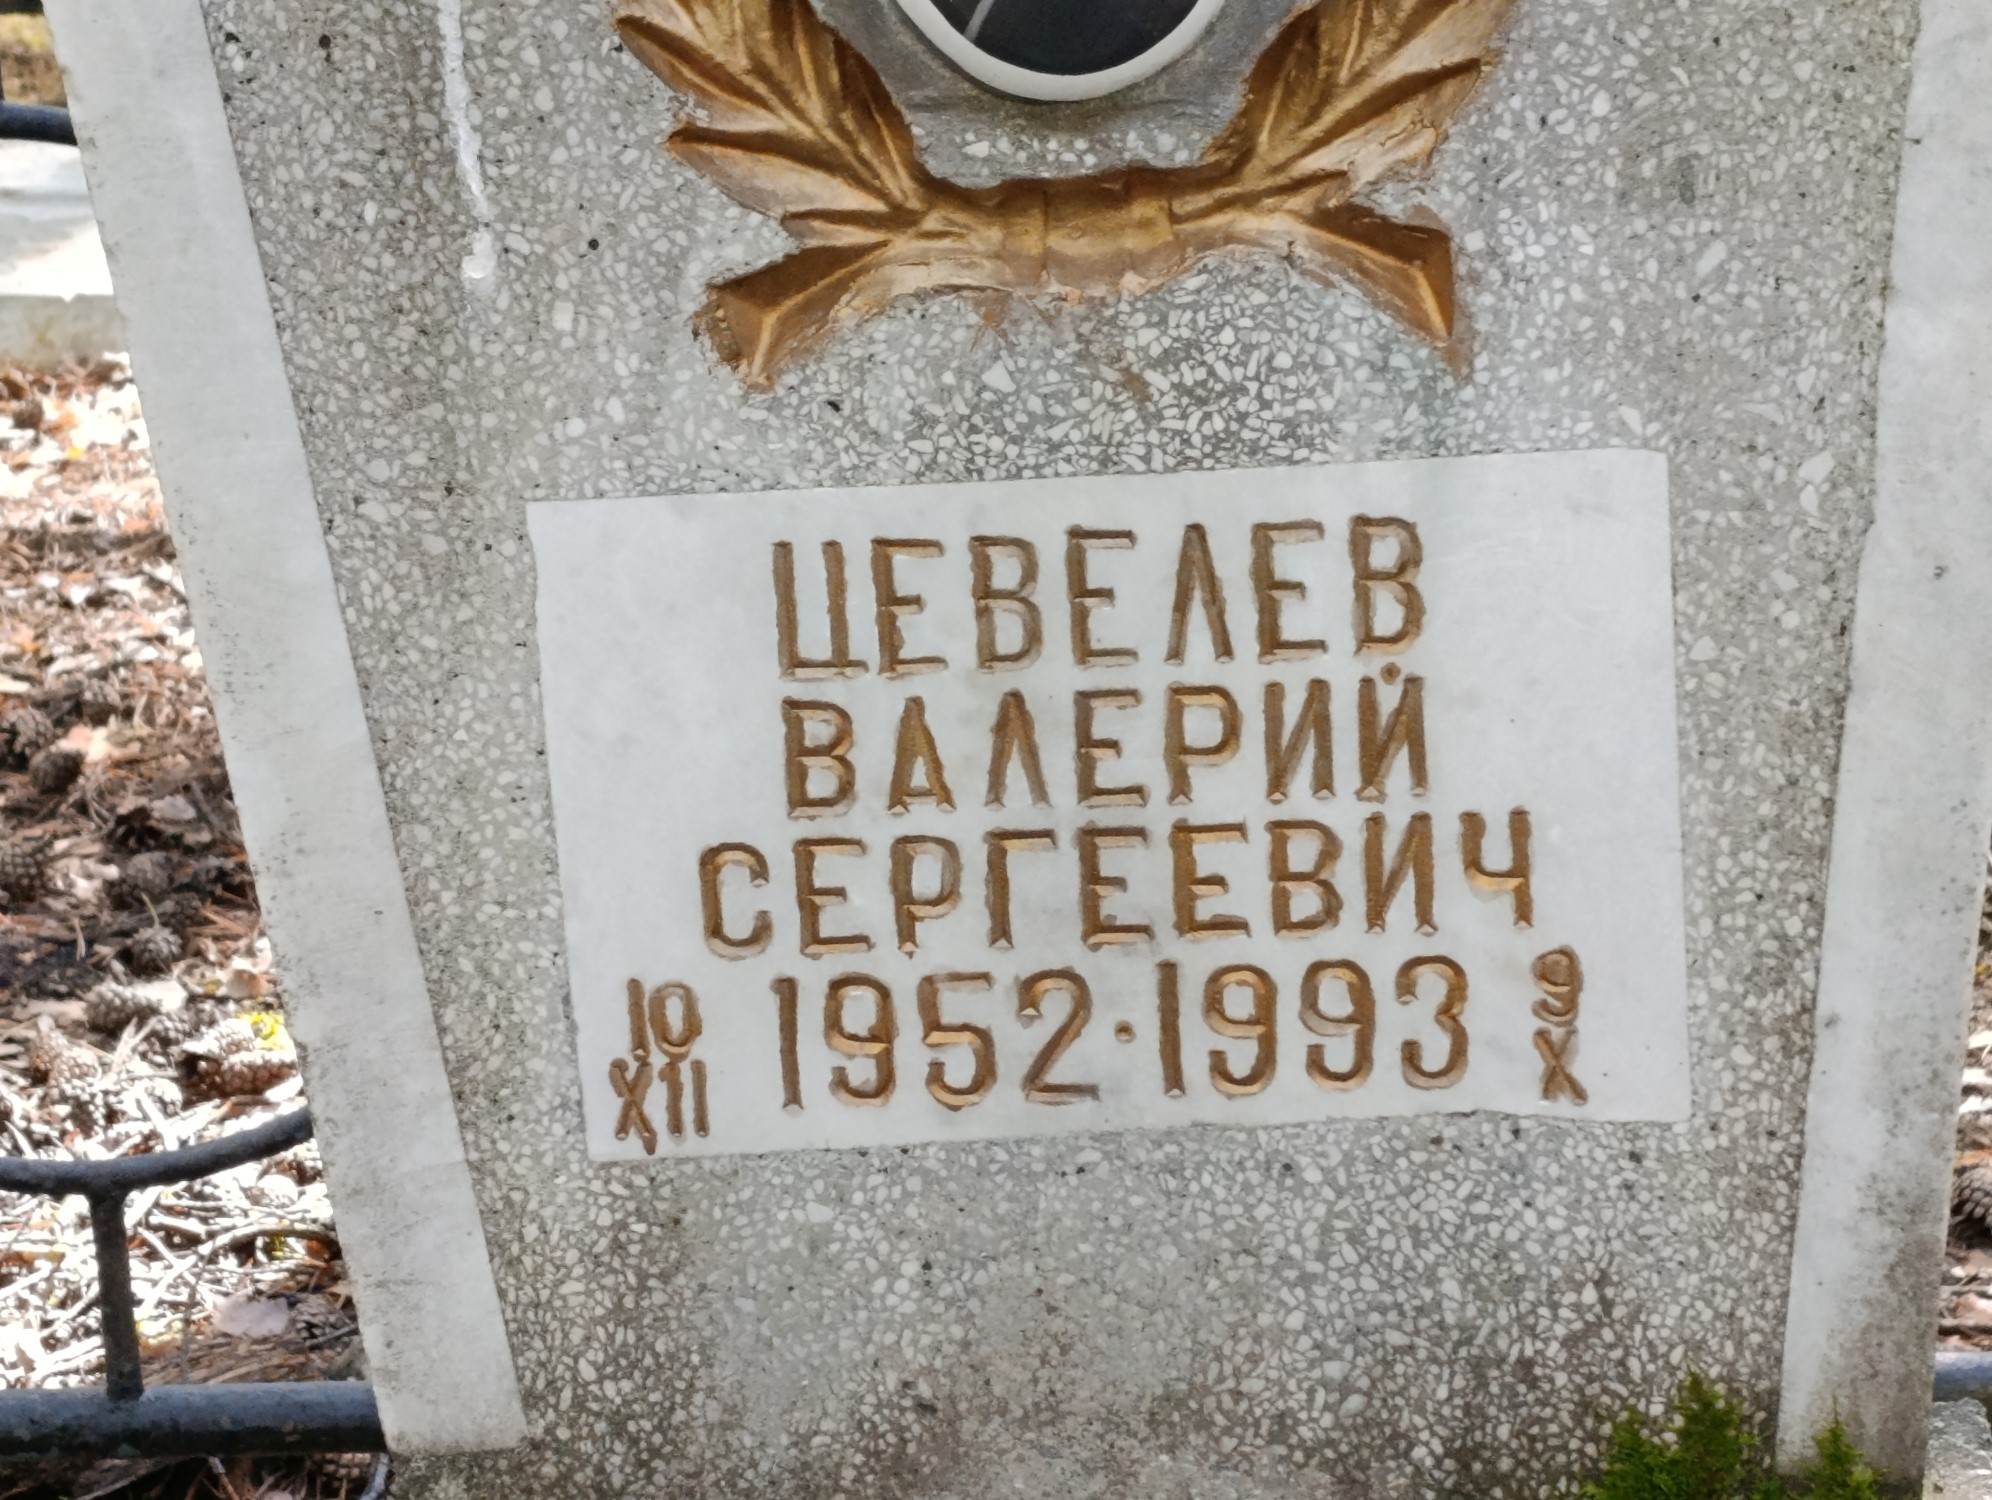 ЦЕВЕЛЕВ
ВАЛЕРИЙ
СЕРГЕЕВИЧ
10 XII 1952·1993 9 X